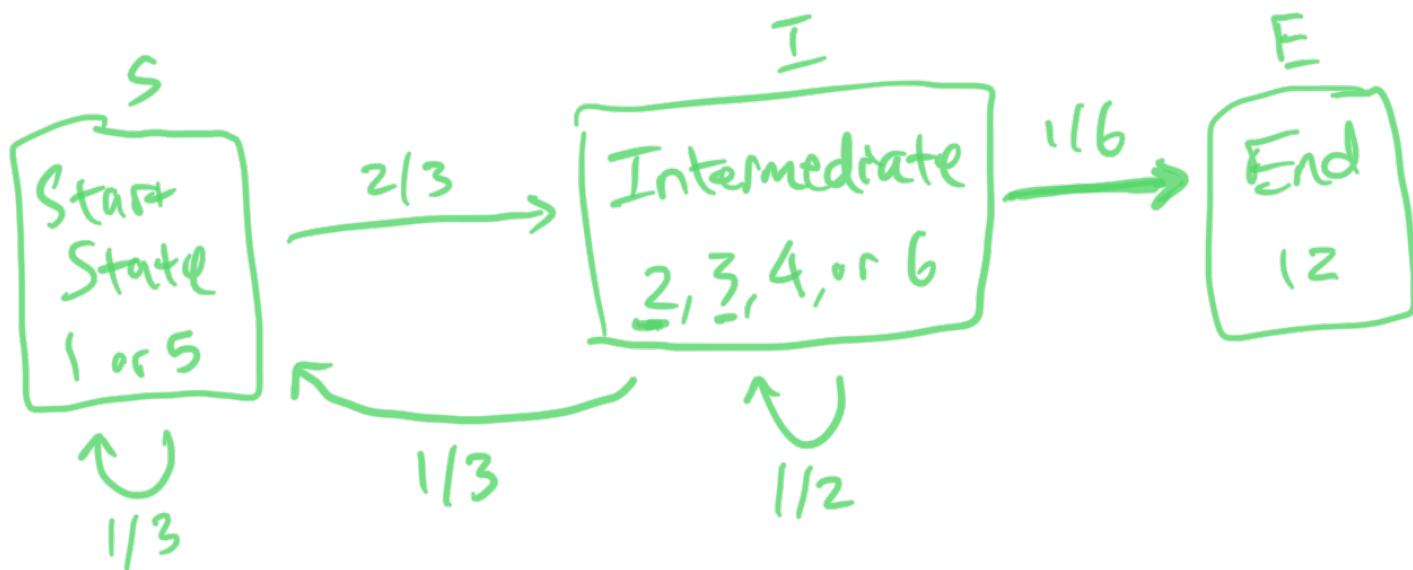 S
I
E
Start
State
1 or 5
2/3
Intermediate
2, 3, 4, or 6
1/6
End
12
1/3
1/3
1/2